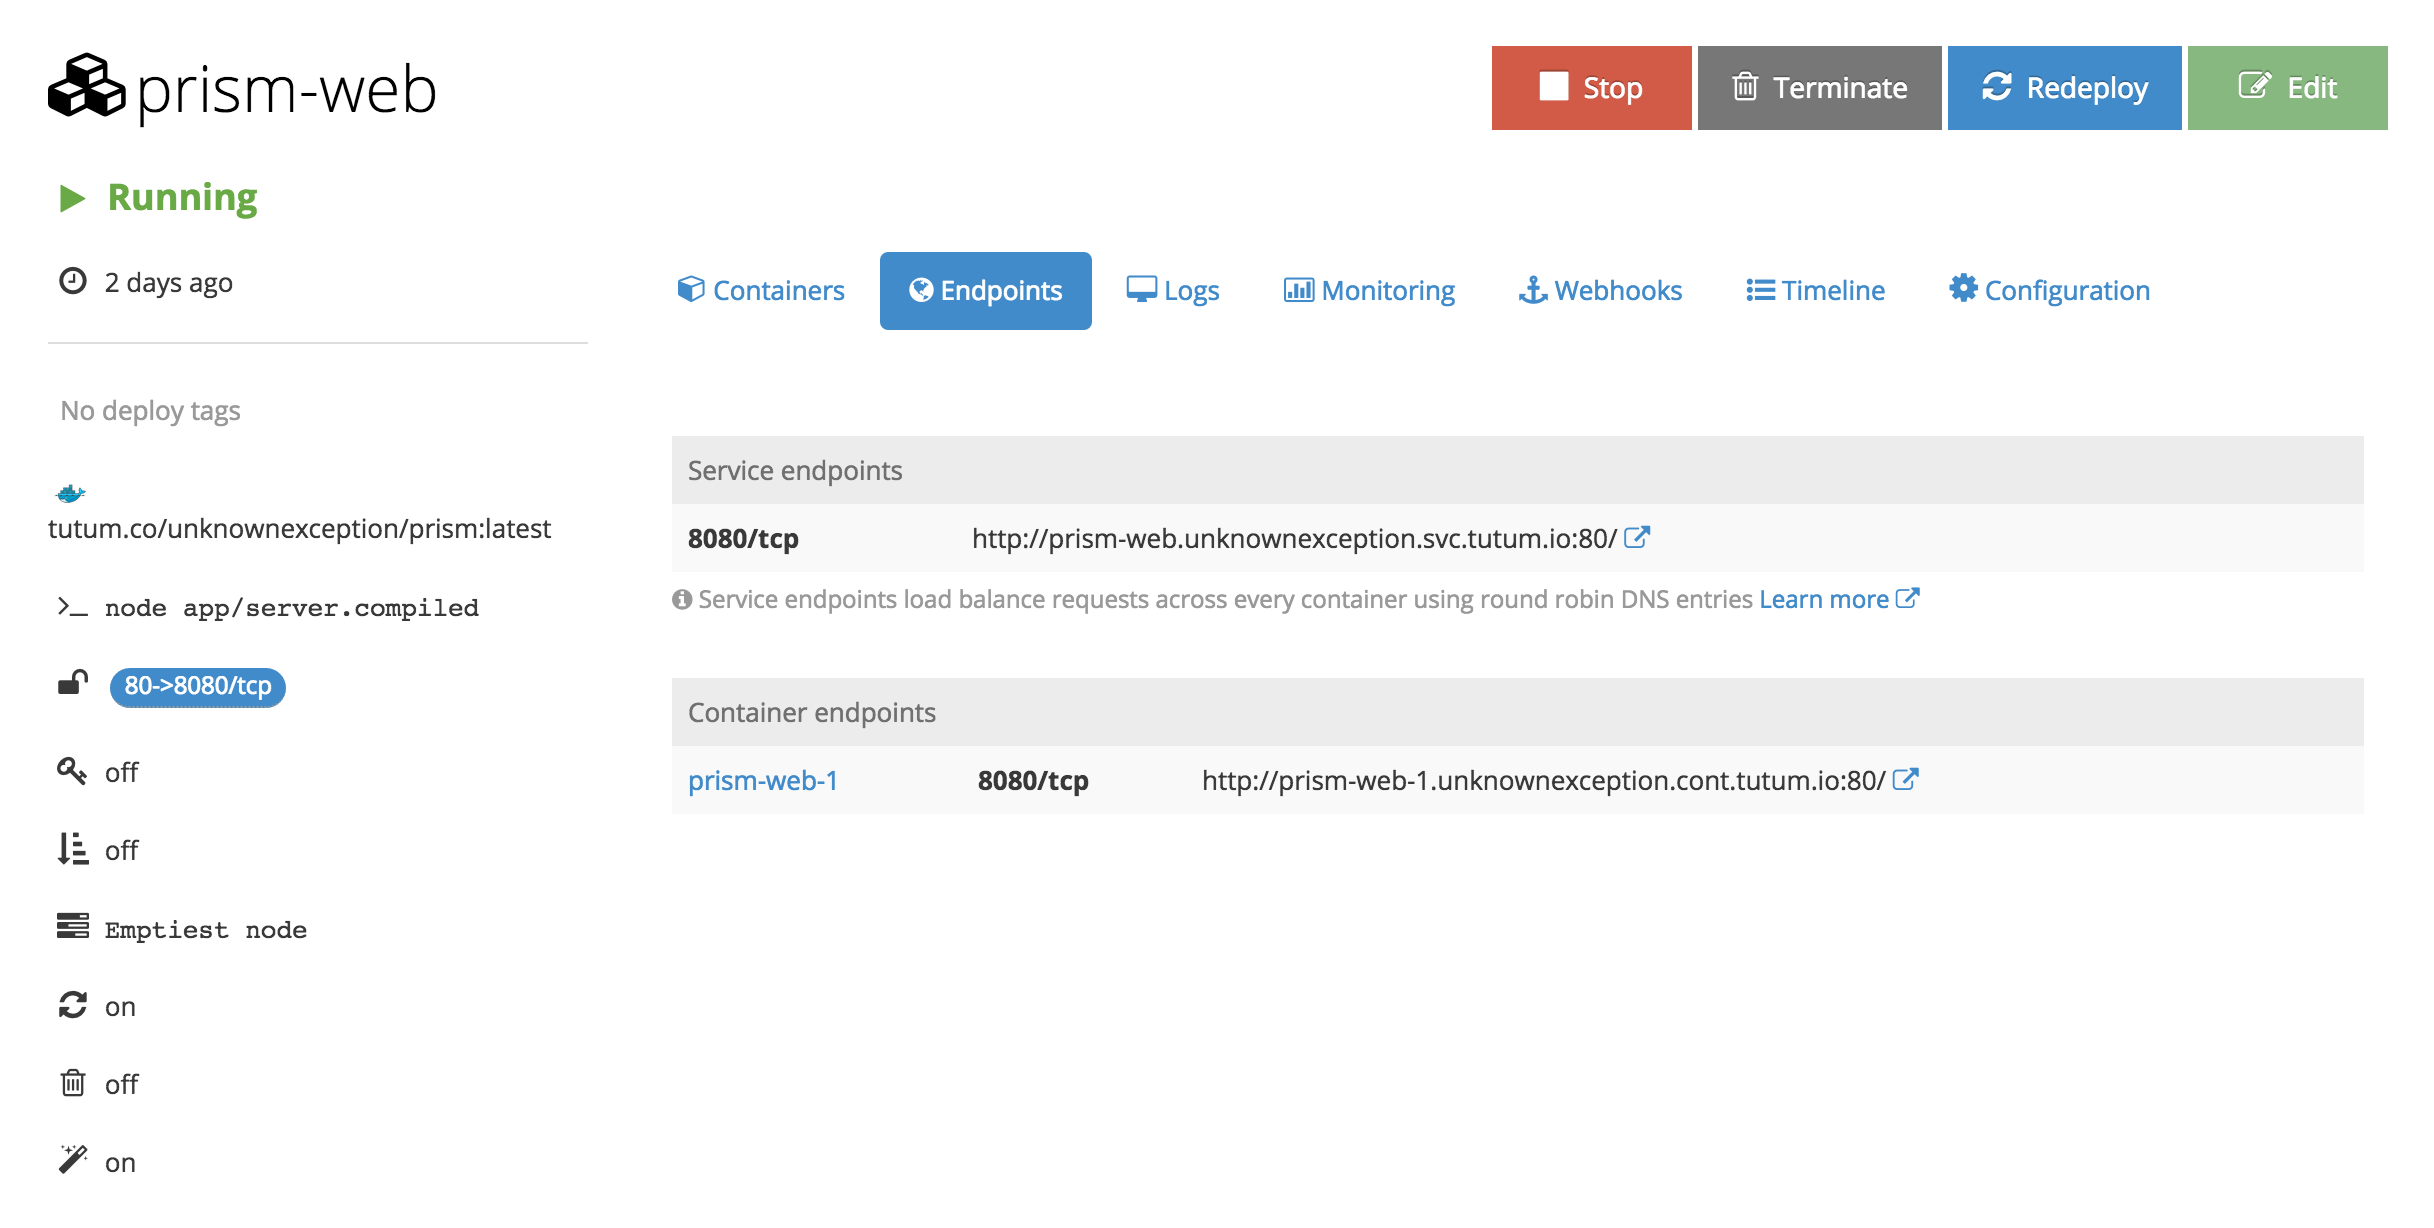 prism-web
Stop
Terminate
Redeploy
Edit
Running
2 days ago
Containers
Endpoints
Logs
Monitoring
Webhooks
Timeline
Configuration
No deploy tags
tutum.co/unknownexception/prism:latest
node app/server.compiled
80->8080/tcp
off
off
Emptiest node
on
off
on
Service endpoints
8080/tcp http://prism-web.unknownexception.svc.tutum.io:80/
Service endpoints load balance requests across every container using round robin DNS entries Learn more
Container endpoints
prism-web-1 8080/tcp http://prism-web-1.unknownexception.cont.tutum.io:80/